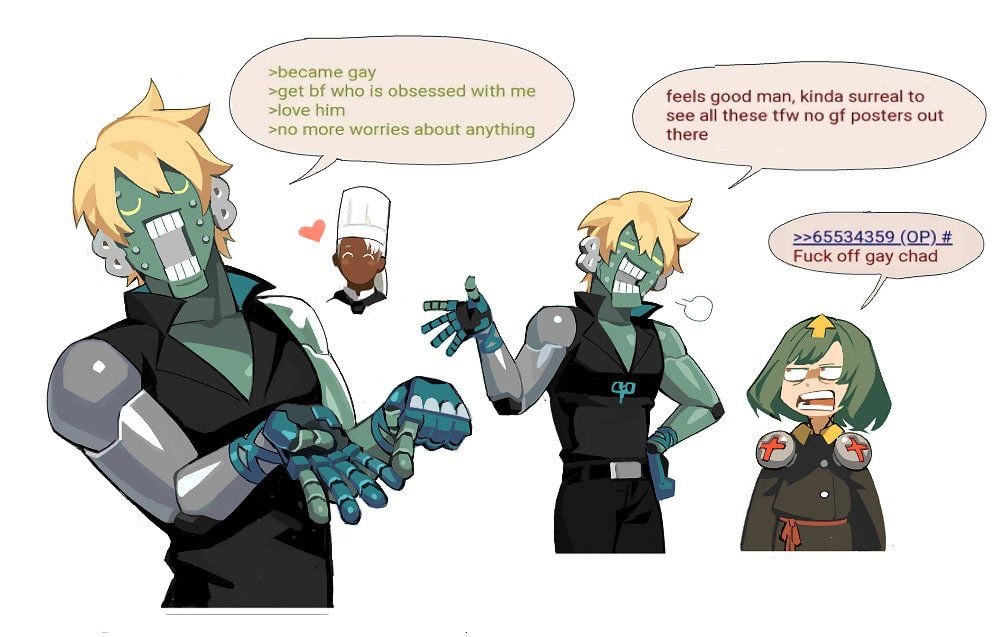 >became gay
>get bf who is obsessed with me
>love him
>no more worries about anything
feels good man, kinda surreal to
see all these tfw no gf posters out
there
>>65534359 (OP) #
Fuck off gay chad